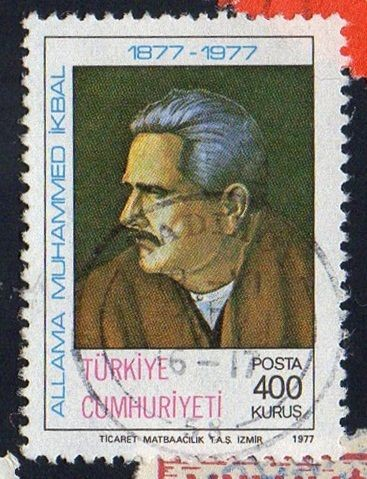 1877-1977
ALLAMA MUHAMMED İKBAL
TÜRKİYE
CUMHURİYETİ
POSTA
400
KURUŞ
TİCARET MATBAACILIK T.A.Ş. İZMİR 1977